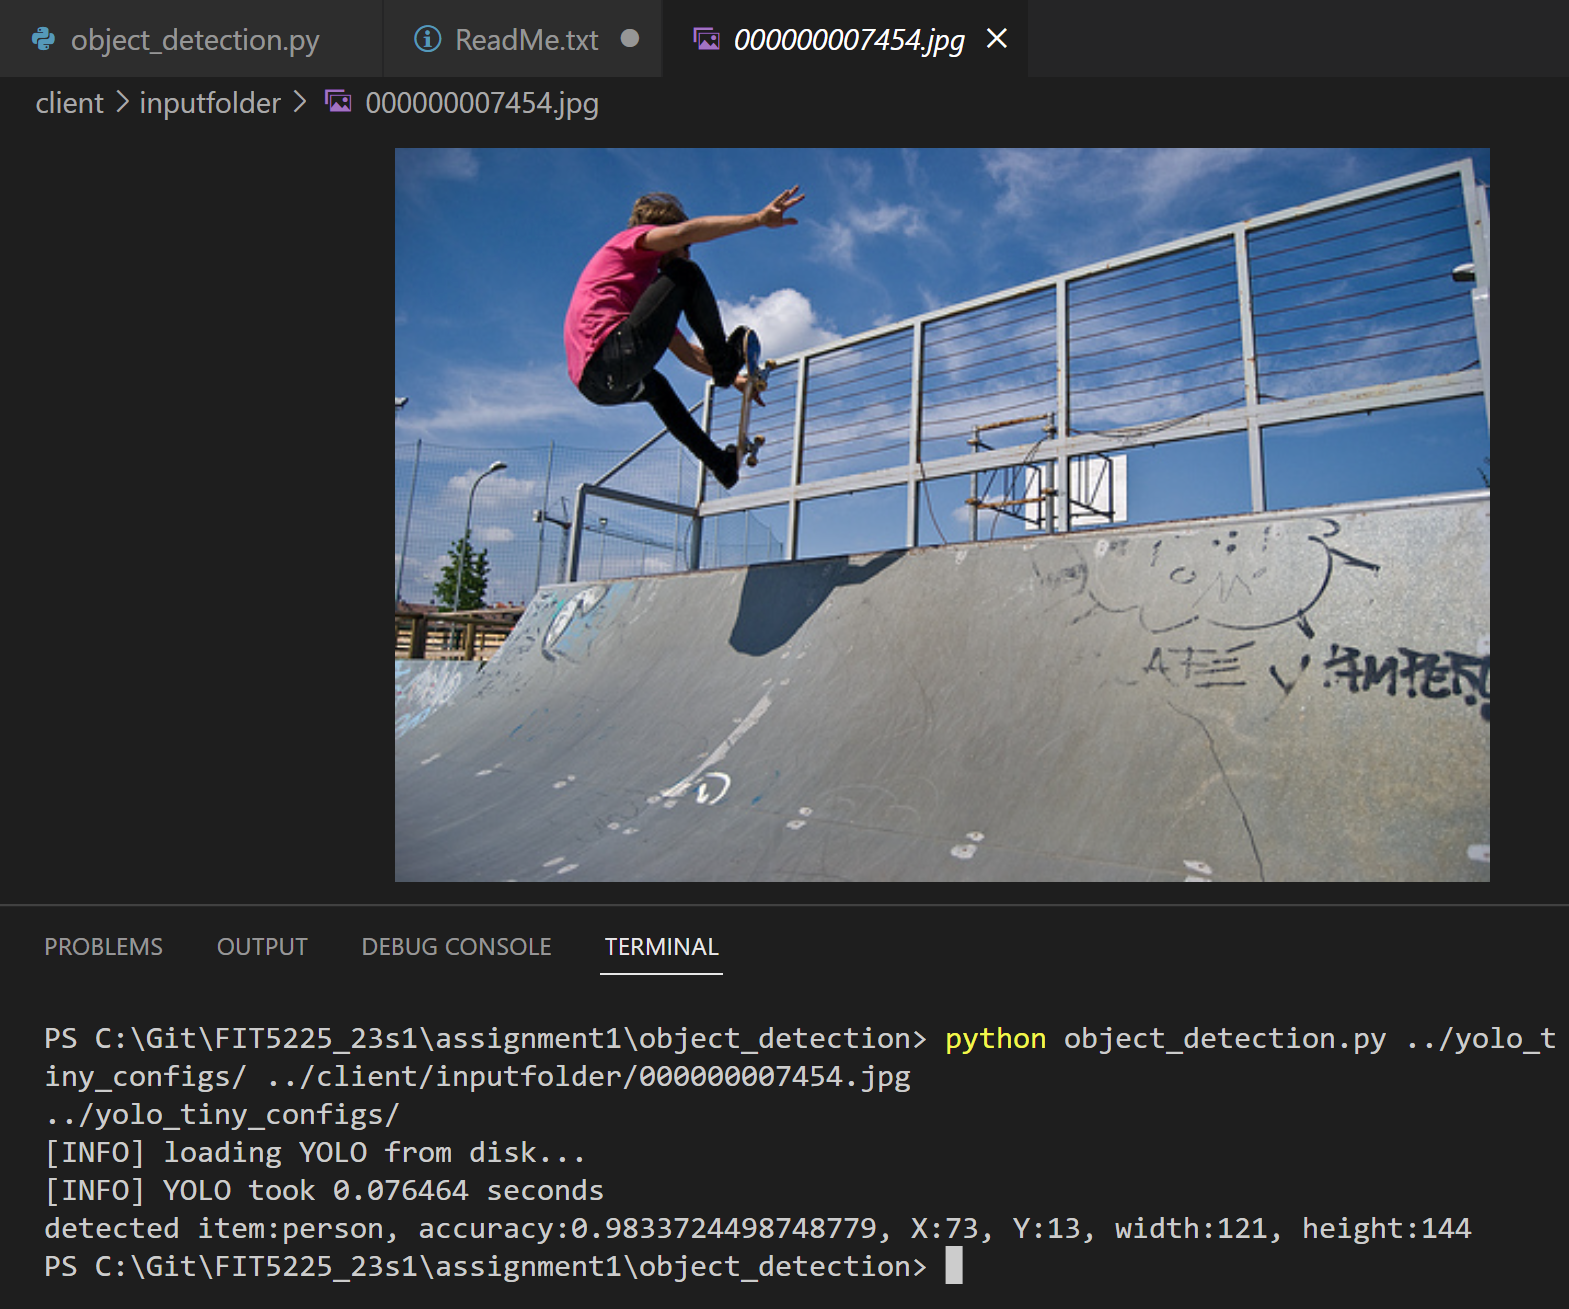 object_detection.py ReadMe.txt 000000007454.jpg
client > inputfolder > 000000007454.jpg
PROBLEMS OUTPUT DEBUG CONSOLE TERMINAL
PS C:\Git\FIT5225_23s1\assignment1\object_detection> python object_detection.py ../yolo_t
iny_configs/ ../client/inputfolder/000000007454.jpg
../yolo_tiny_configs/
[INFO] loading YOLO from disk...
[INFO] YOLO took 0.076464 seconds
detected item:person, accuracy:0.9833724498748779, X:73, Y:13, width:121, height:144
PS C:\Git\FIT5225_23s1\assignment1\object_detection>